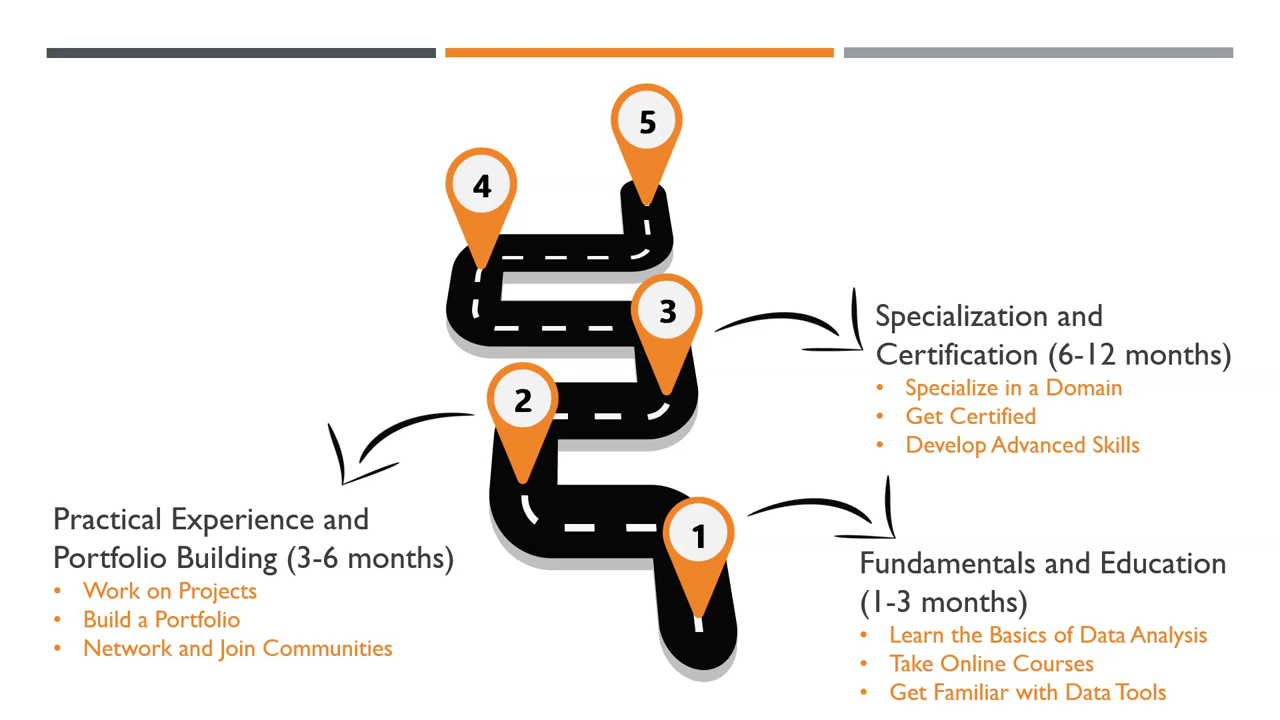 5
4
3
Specialization and
Certification (6-12 months)
• Specialize in a Domain
• Get Certified
• Develop Advanced Skills
2
Practical Experience and
Portfolio Building (3-6 months)
• Work on Projects
• Build a Portfolio
• Network and Join Communities
1
Fundamentals and Education
(1-3 months)
• Learn the Basics of Data Analysis
• Take Online Courses
• Get Familiar with Data Tools